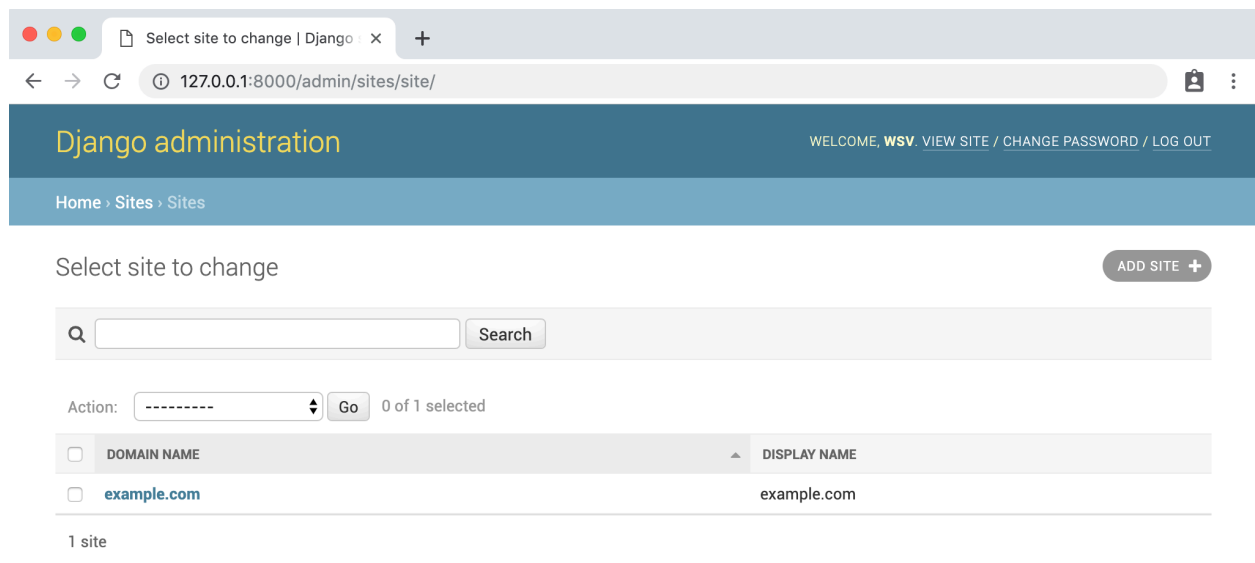 Select site to change | Django
127.0.0.1:8000/admin/sites/site/
Django administration
WELCOME, WSV. VIEW SITE / CHANGE PASSWORD / LOG OUT
Home › Sites › Sites
Select site to change
ADD SITE +
Search
Action: --------- Go 0 of 1 selected
DOMAIN NAME DISPLAY NAME
example.com example.com
1 site